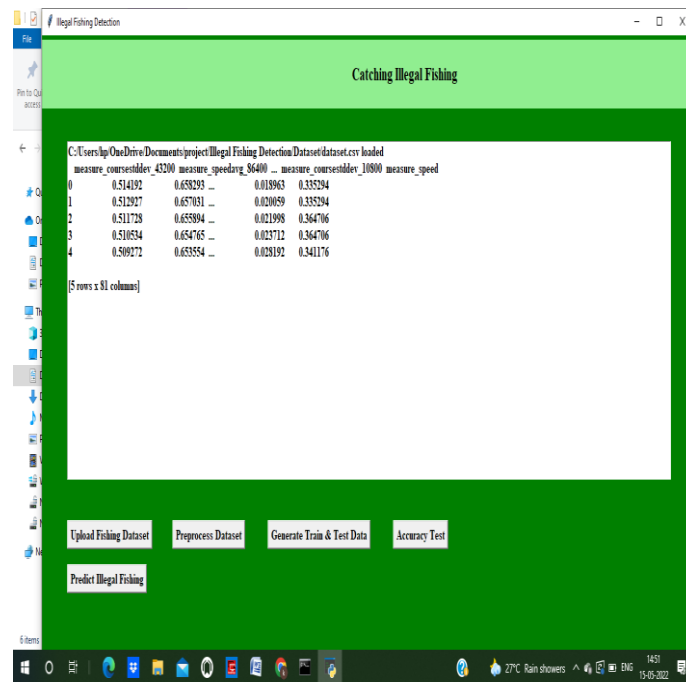 Illegal Fishing Detection
File
Pin to Qu
access
Catching Illegal Fishing
C:/Users/hp/OneDrive/Documents/project/Illegal Fishing Detection/Dataset/dataset.csv loaded
measure_coursestddev_43200 measure_speedavg_86400 ... measure_coursestddev_10800 measure_speed
0 0.514192 0.658293 ... 0.018963 0.335294
1 0.512927 0.657031 ... 0.020059 0.335294
2 0.511728 0.655894 ... 0.021998 0.364706
3 0.510534 0.654765 ... 0.023712 0.364706
4 0.509272 0.653554 ... 0.028192 0.341176
[5 rows x 81 columns]
Upload Fishing Dataset Preprocess Dataset Generate Train & Test Data Accuracy Test
Predict Illegal Fishing
6 items
27°C Rain showers ENG 14:51
15-05-2022